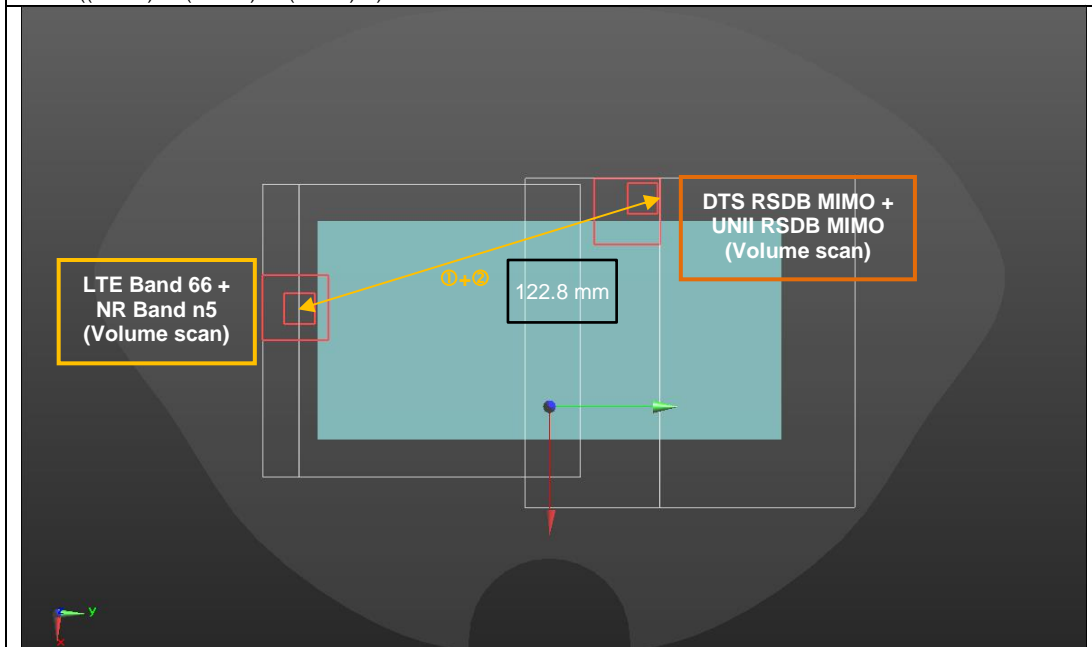 DTS RSDB MIMO +
UNII RSDB MIMO
(Volume scan)
LTE Band 66 +
NR Band n5
(Volume scan)
①+②
122.8 mm
y
x